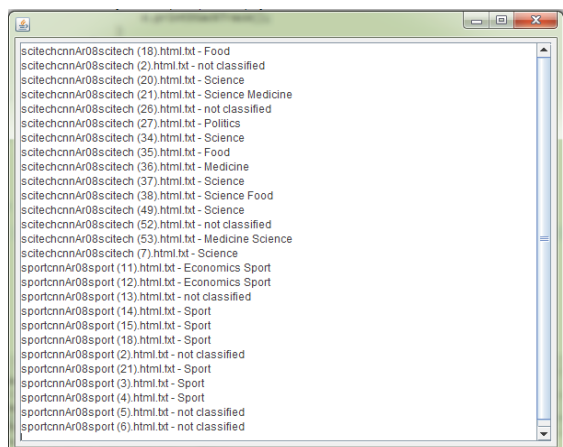 e.printStackTrace();
scitechcnnAr08scitech (18).html.txt - Food
scitechcnnAr08scitech (2).html.txt - not classified
scitechcnnAr08scitech (20).html.txt - Science
scitechcnnAr08scitech (21).html.txt - Science Medicine
scitechcnnAr08scitech (26).html.txt - not classified
scitechcnnAr08scitech (27).html.txt - Politics
scitechcnnAr08scitech (34).html.txt - Science
scitechcnnAr08scitech (35).html.txt - Food
scitechcnnAr08scitech (36).html.txt - Medicine
scitechcnnAr08scitech (37).html.txt - Science
scitechcnnAr08scitech (38).html.txt - Science Food
scitechcnnAr08scitech (49).html.txt - Science
scitechcnnAr08scitech (52).html.txt - not classified
scitechcnnAr08scitech (53).html.txt - Medicine Science
scitechcnnAr08scitech (7).html.txt - Science
sportcnnAr08sport (11).html.txt - Economics Sport
sportcnnAr08sport (12).html.txt - Economics Sport
sportcnnAr08sport (13).html.txt - not classified
sportcnnAr08sport (14).html.txt - Sport
sportcnnAr08sport (15).html.txt - Sport
sportcnnAr08sport (18).html.txt - Sport
sportcnnAr08sport (2).html.txt - not classified
sportcnnAr08sport (21).html.txt - Sport
sportcnnAr08sport (3).html.txt - Sport
sportcnnAr08sport (4).html.txt - Sport
sportcnnAr08sport (5).html.txt - not classified
sportcnnAr08sport (6).html.txt - not classified